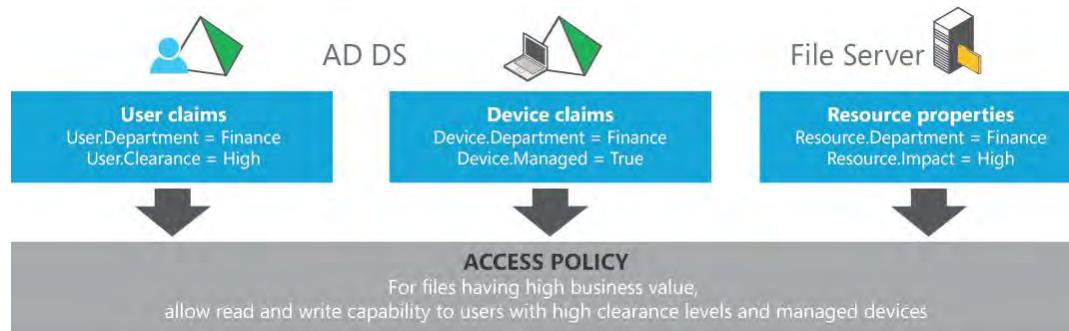 AD DS
File Server
User claims
User.Department = Finance
User.Clearance = High
Device claims
Device.Department = Finance
Device.Managed = True
Resource properties
Resource.Department = Finance
Resource.Impact = High
ACCESS POLICY
For files having high business value,
allow read and write capability to users with high clearance levels and managed devices